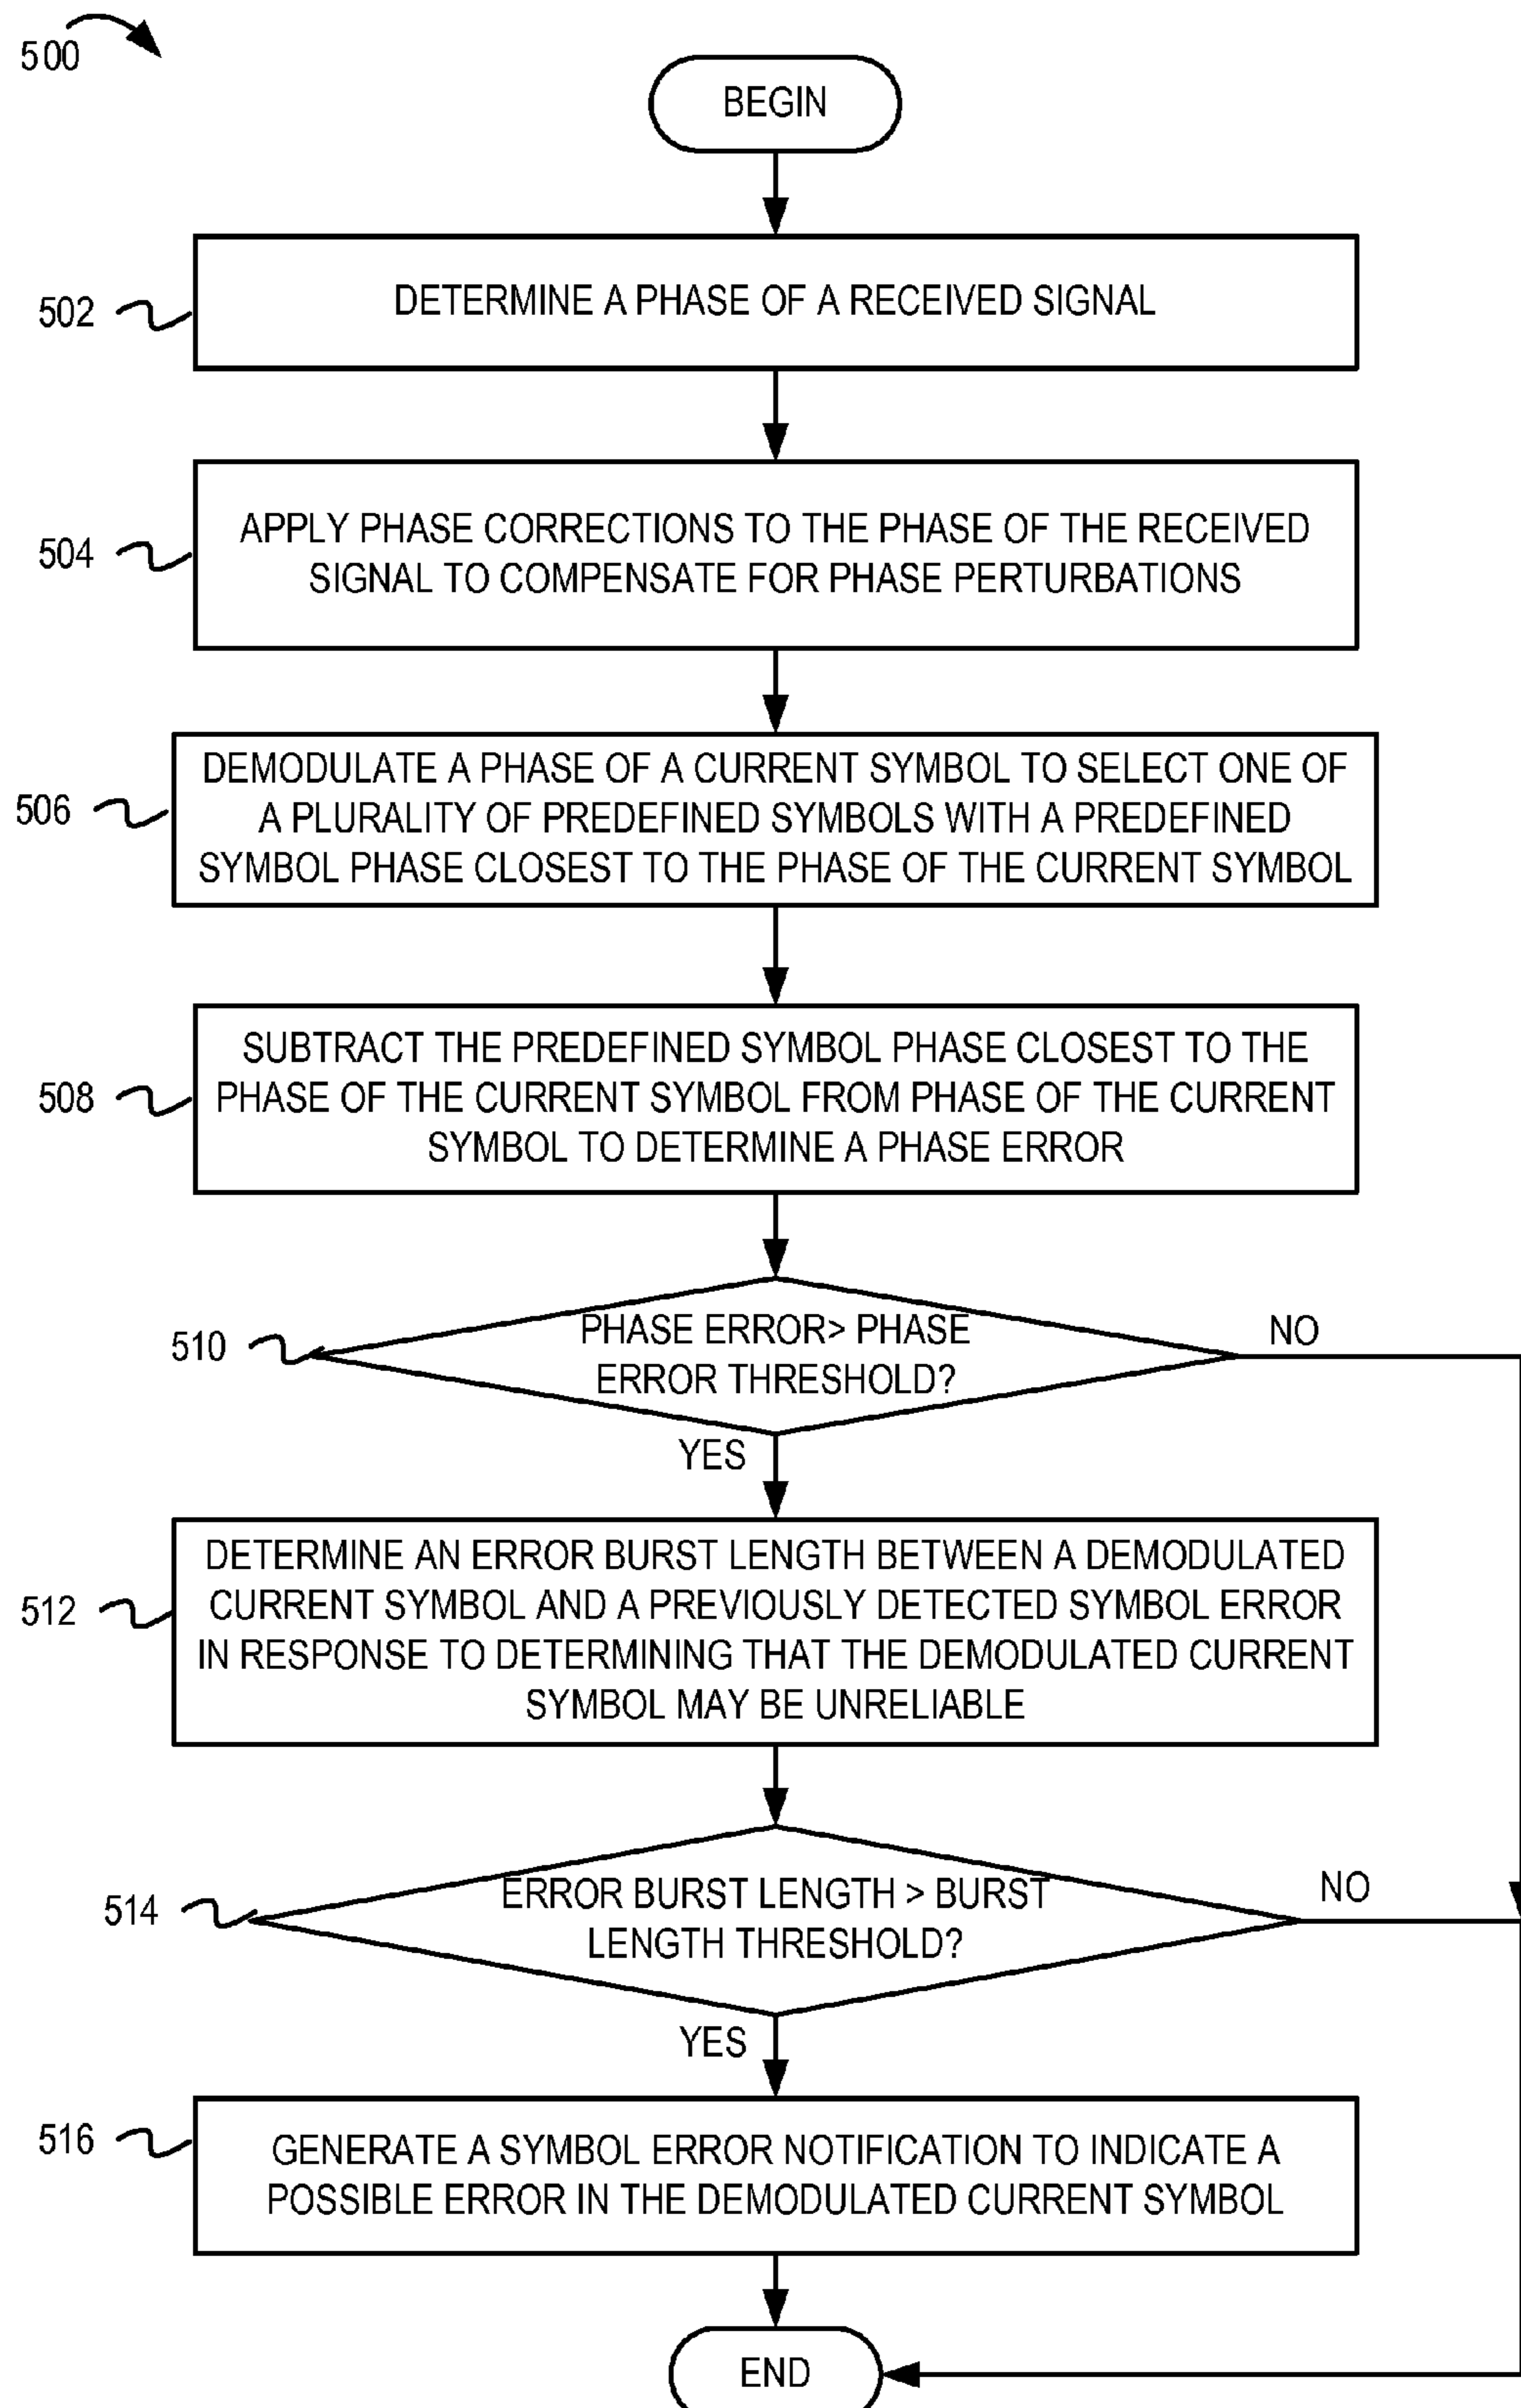 500
BEGIN
502
DETERMINE A PHASE OF A RECEIVED SIGNAL
504
APPLY PHASE CORRECTIONS TO THE PHASE OF THE RECEIVED
SIGNAL TO COMPENSATE FOR PHASE PERTURBATIONS
506
DEMODULATE A PHASE OF A CURRENT SYMBOL TO SELECT ONE OF
A PLURALITY OF PREDEFINED SYMBOLS WITH A PREDEFINED
SYMBOL PHASE CLOSEST TO THE PHASE OF THE CURRENT SYMBOL
508
SUBTRACT THE PREDEFINED SYMBOL PHASE CLOSEST TO THE
PHASE OF THE CURRENT SYMBOL FROM PHASE OF THE CURRENT
SYMBOL TO DETERMINE A PHASE ERROR
510
PHASE ERROR> PHASE
ERROR THRESHOLD?
NO
YES
512
DETERMINE AN ERROR BURST LENGTH BETWEEN A DEMODULATED
CURRENT SYMBOL AND A PREVIOUSLY DETECTED SYMBOL ERROR
IN RESPONSE TO DETERMINING THAT THE DEMODULATED CURRENT
SYMBOL MAY BE UNRELIABLE
514
ERROR BURST LENGTH > BURST
LENGTH THRESHOLD?
NO
YES
516
GENERATE A SYMBOL ERROR NOTIFICATION TO INDICATE A
POSSIBLE ERROR IN THE DEMODULATED CURRENT SYMBOL
END